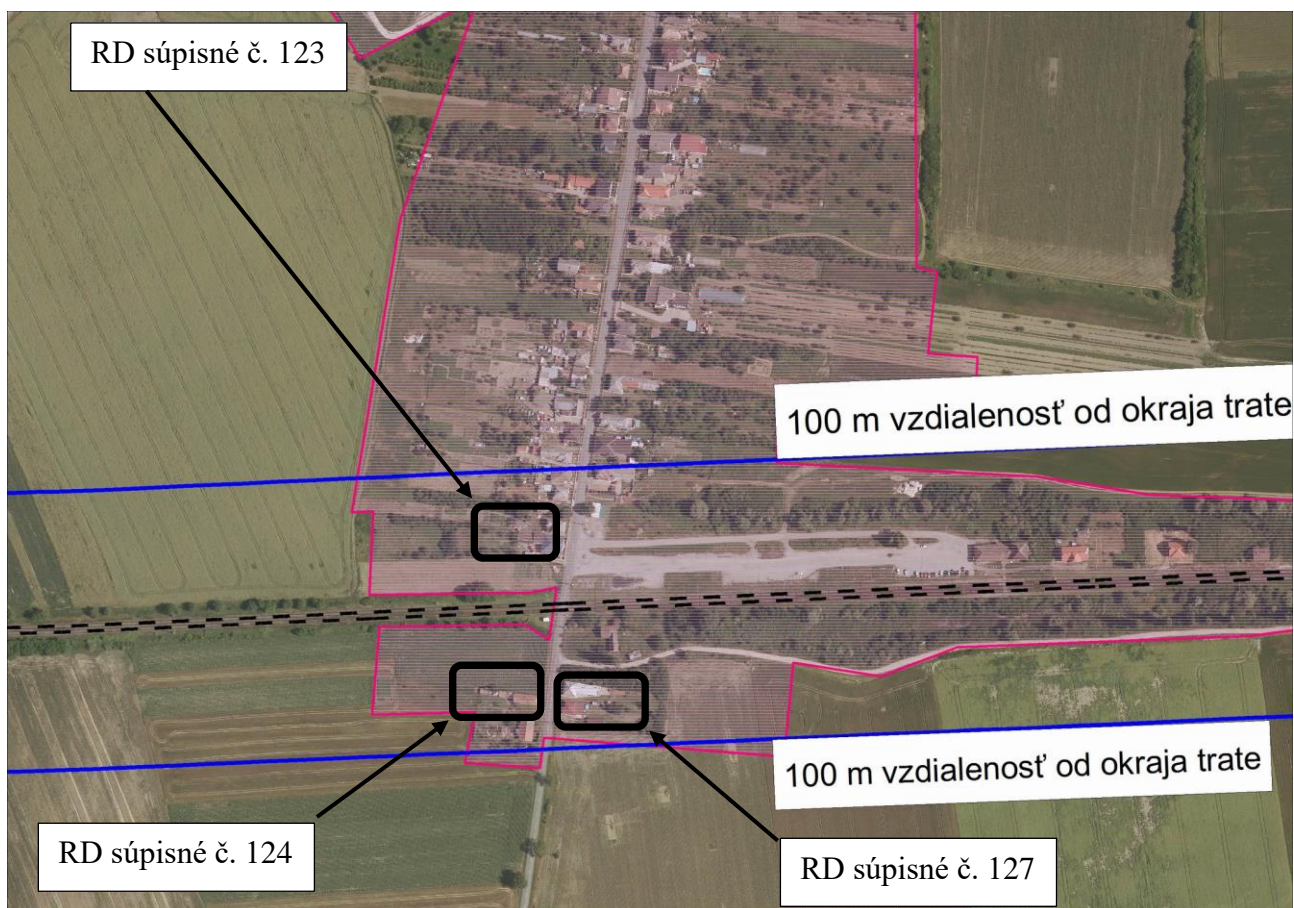 RD súpisné č. 123
100 m vzdialenosť od okraja trate
100 m vzdialenosť od okraja trate
RD súpisné č. 124
RD súpisné č. 127